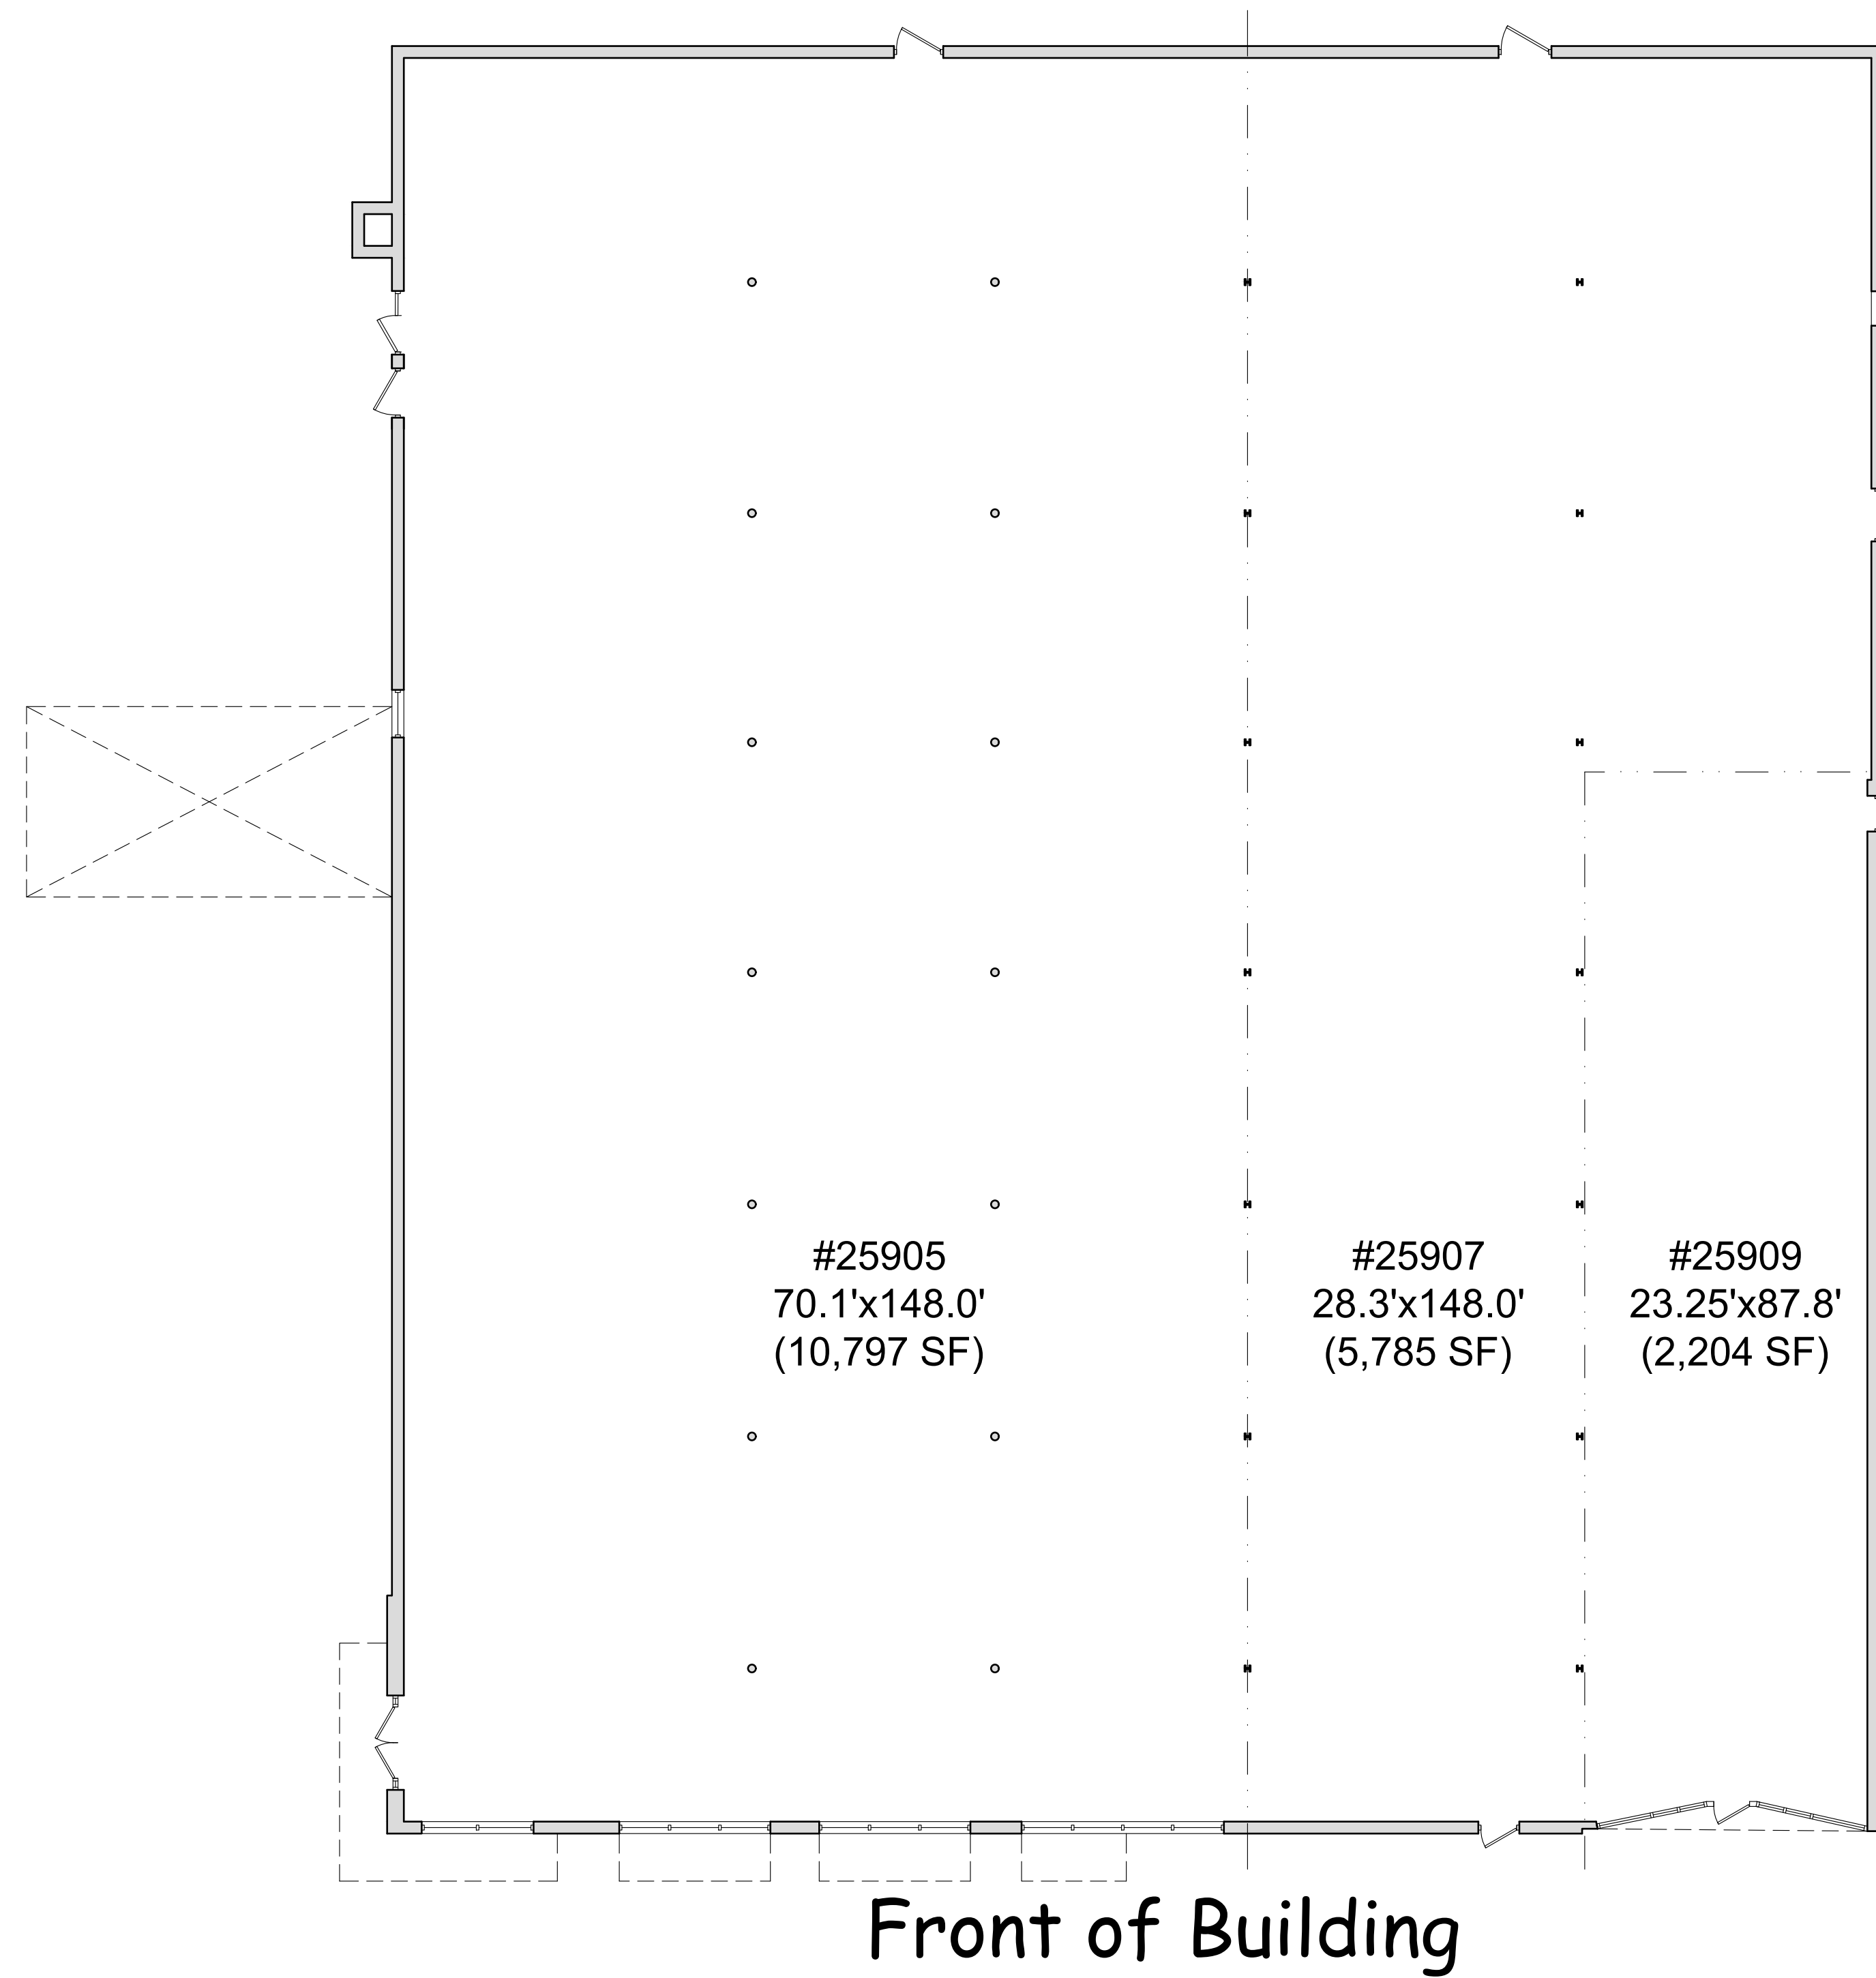 #25905
70.1'x148.0'
(10,797 SF)
#25907
28.3'x148.0'
(5,785 SF)
#25909
23.25'x87.8'
(2,204 SF)
Front of Building